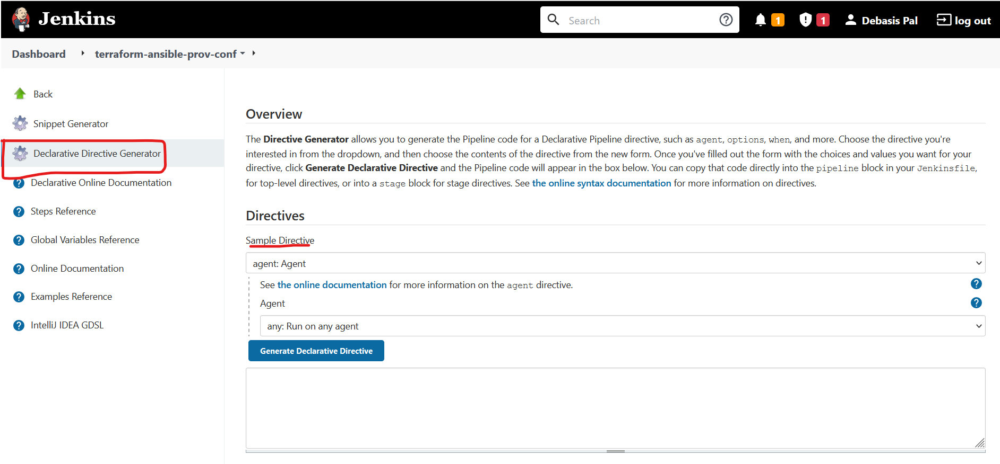 Jenkins
Search
1
1
Debasis Pal
log out
Dashboard
terraform-ansible-prov-conf
Back
Snippet Generator
Declarative Directive Generator
Declarative Online Documentation
Steps Reference
Global Variables Reference
Online Documentation
Examples Reference
IntelliJ IDEA GDSL
Overview
The Directive Generator allows you to generate the Pipeline code for a Declarative Pipeline directive, such as agent, options, when, and more. Choose the directive you're
interested in from the dropdown, and then choose the contents of the directive from the new form. Once you've filled out the form with the choices and values you want for your
directive, click Generate Declarative Directive and the Pipeline code will appear in the box below. You can copy that code directly into the pipeline block in your Jenkinsfile,
for top-level directives, or into a stage block for stage directives. See the online syntax documentation for more information on directives.
Directives
Sample Directive
agent: Agent
See the online documentation for more information on the agent directive.
Agent
any: Run on any agent
Generate Declarative Directive